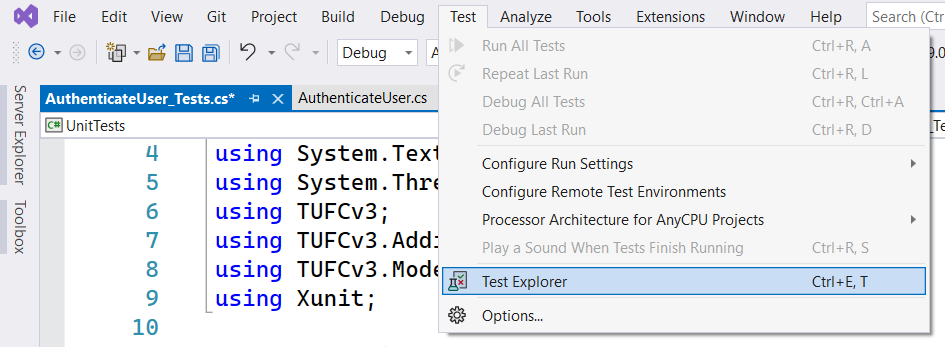 File Edit View Git Project Build Debug Test Analyze Tools Extensions Window Help Search (Ctrl
Debug
Run All Tests Ctrl+R, A
Repeat Last Run Ctrl+R, L
Debug All Tests Ctrl+R, Ctrl+A
Debug Last Run Ctrl+R, D
Configure Run Settings
Configure Remote Test Environments
Processor Architecture for AnyCPU Projects
Play a Sound When Tests Finish Running Ctrl+R, S
Test Explorer Ctrl+E, T
Options...
Server Explorer
Toolbox
AuthenticateUser_Tests.cs* AuthenticateUser.cs
C# UnitTests
4 using System.Text
5 using System.Thre
6 using TUFCv3;
7 using TUFCv3.Addi
8 using TUFCv3.Mode
9 using Xunit;
10